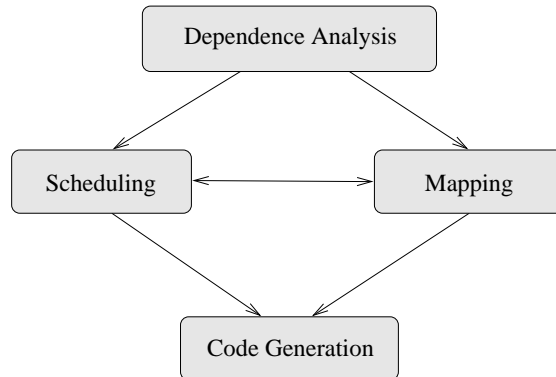 Dependence Analysis
Scheduling
Mapping
Code Generation